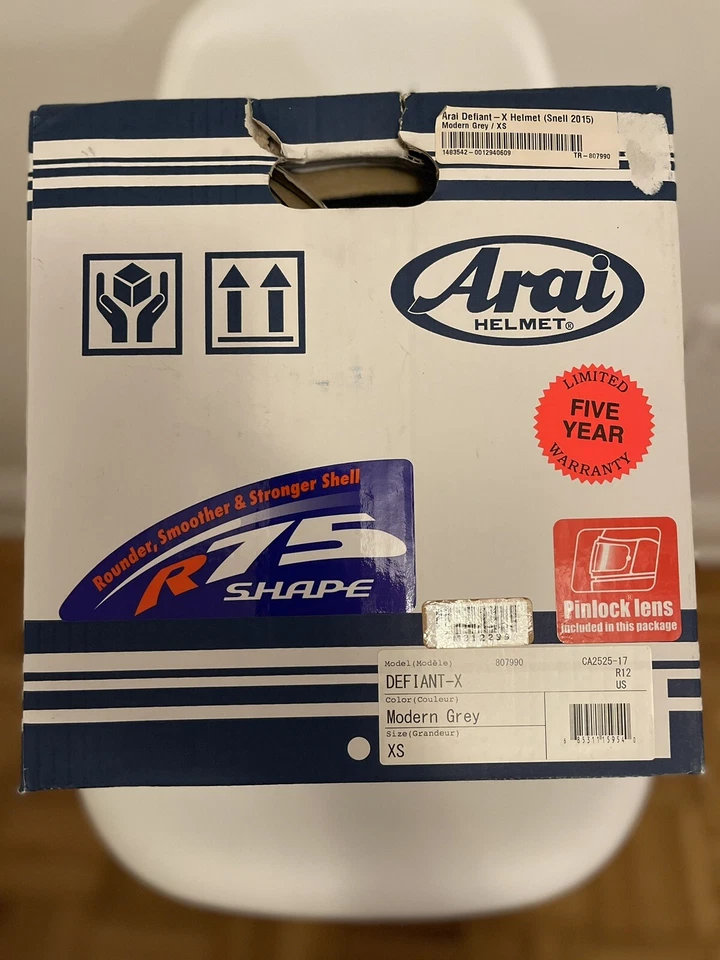 Arai Defiant-X Helmet (Snell 2015)
Modern Grey / XS
1483542-0012940609 TR-807990
Arai
HELMET®
LIMITED
FIVE
YEAR
WARRANTY
Rounder, Smoother & Stronger Shell
R75
SHAPE
Pinlock lens
included in this package
Model(Modèle) 807990 CA2525-17
DEFIANT-X R12
US
Color(Couleur)
Modern Grey
Size(Grandeur)
XS